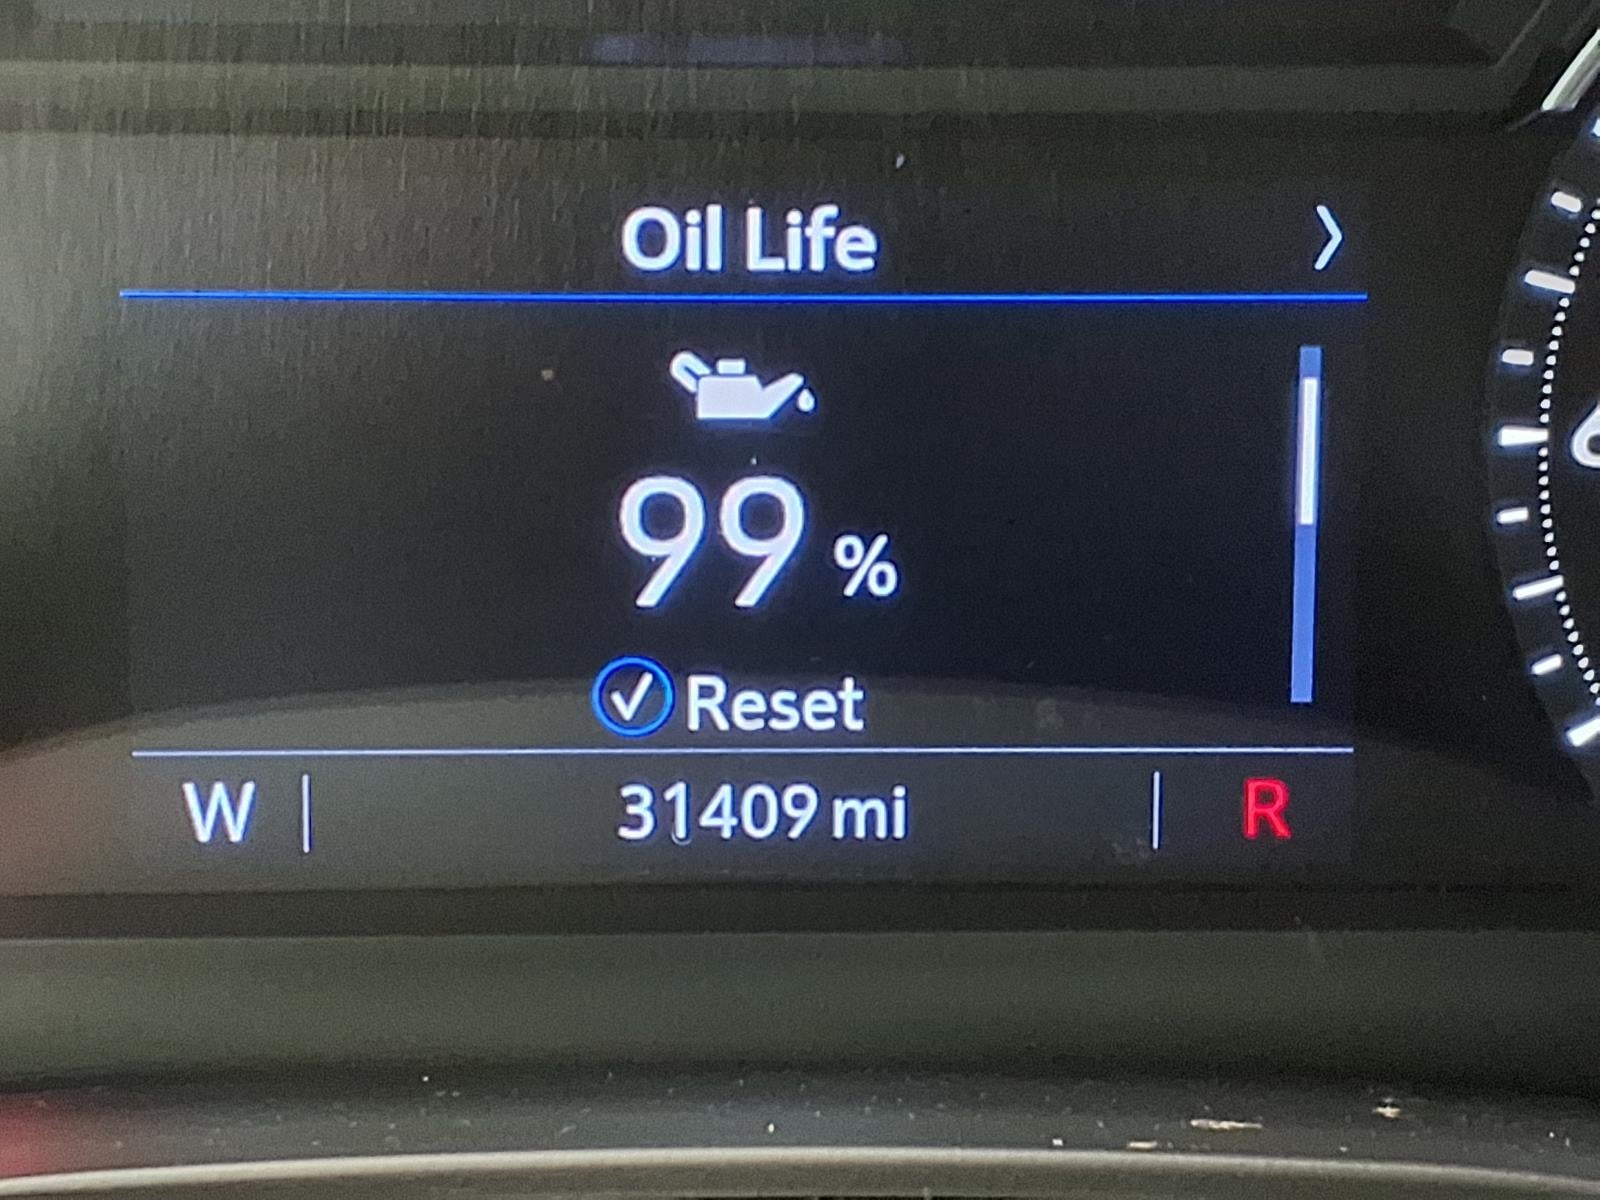 Oil Life
99 %
Reset
W 31409 mi R